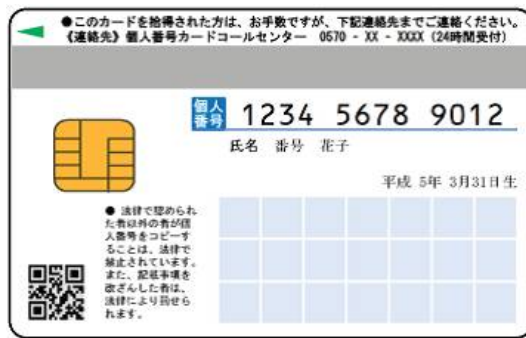 ●このカードを拾得された方は、お手数ですが、下記連絡先までご連絡ください。
《連絡先》個人番号カードコールセンター 0570 - XX - XXXX (24時間受付)
個人
番号 1234 5678 9012
氏名 番号 花子
平成 5年 3月31日生
● 法律で認められ
た者以外の者が個
人番号をコピーす
ることは、法律で
禁止されています。
また、記載事項を
改ざんした者は、
法律により罰せら
れます。